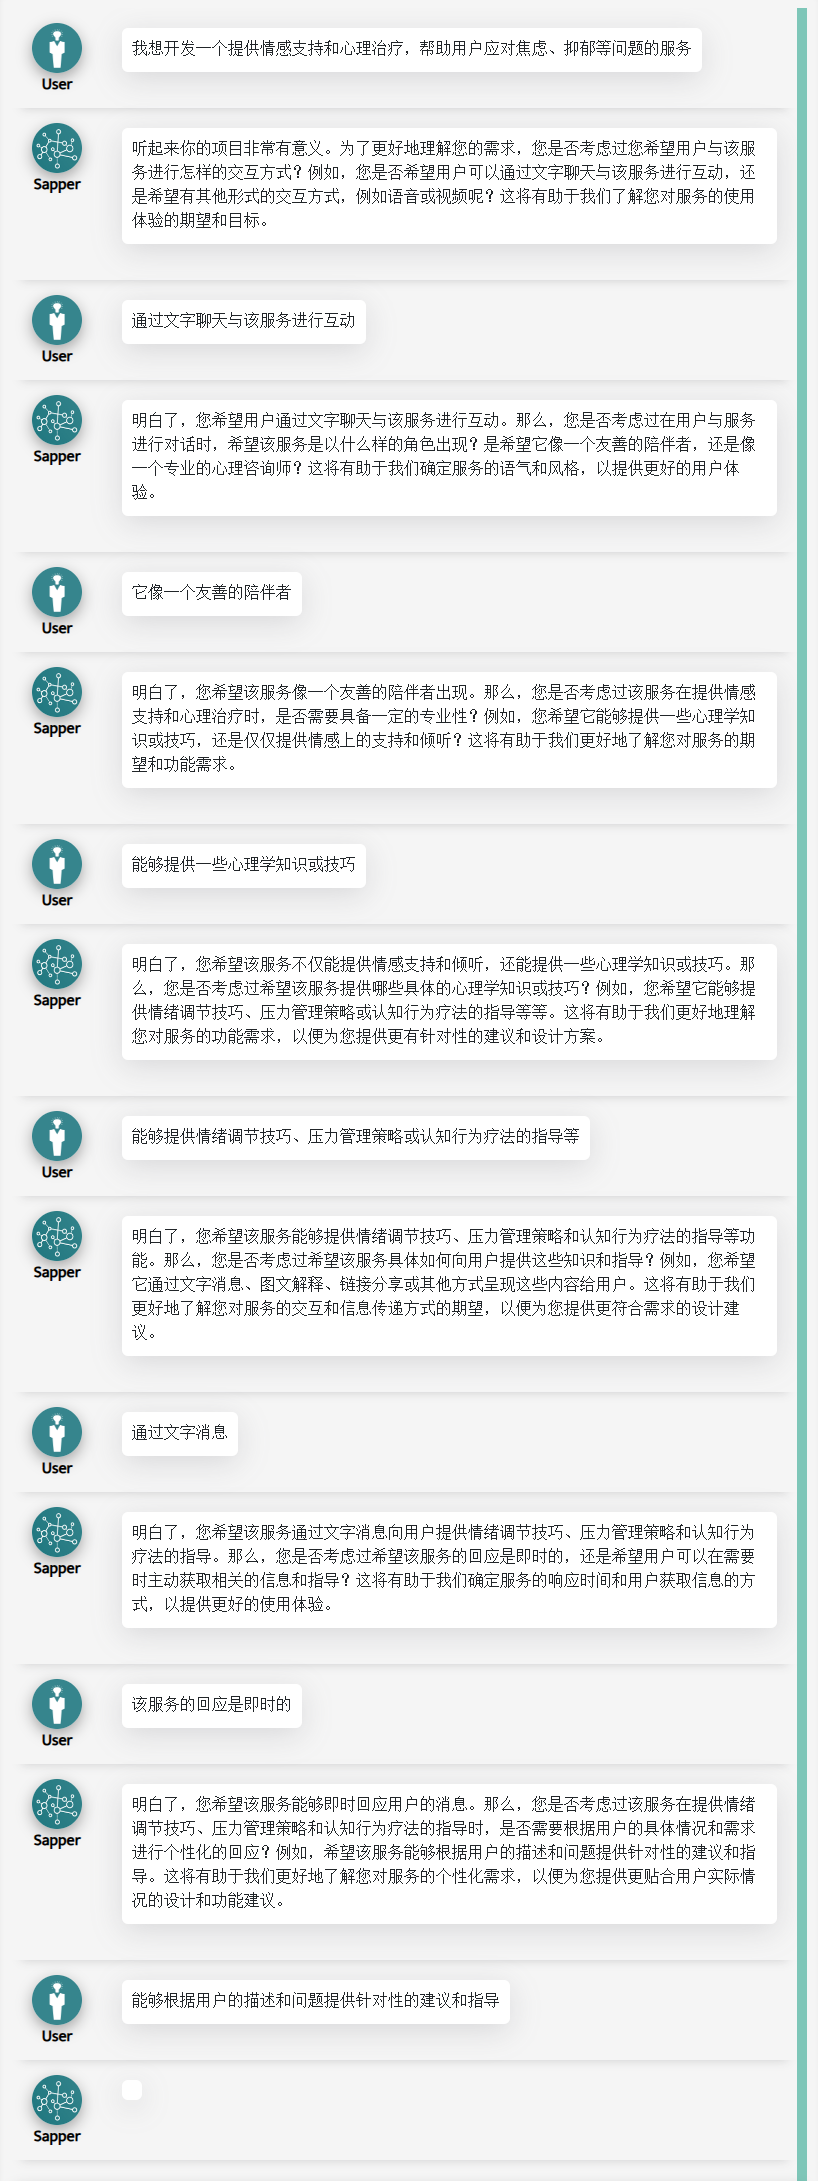 我想开发一个提供情感支持和心理治疗，帮助用户应对焦虑、抑郁等问题的服务
User
听起来你的项目非常有意义。为了更好地理解您的需求，您是否考虑过您希望用户与该服
务进行怎样的交互方式？例如，您是否希望用户可以通过文字聊天与该服务进行互动，还
是希望有其他形式的交互方式，例如语音或视频呢？这将有助于我们了解您对服务的使用
体验的期望和目标。
Sapper
通过文字聊天与该服务进行互动
User
明白了，您希望用户通过文字聊天与该服务进行互动。那么，您是否考虑过在用户与服务
进行对话时，希望该服务是以什么样的角色出现？是希望它像一个友善的陪伴者，还是像
一个专业的心理咨询师？这将有助于我们确定服务的语气和风格，以提供更好的用户体
验。
Sapper
它像一个友善的陪伴者
User
明白了，您希望该服务像一个友善的陪伴者出现。那么，您是否考虑过该服务在提供情感
支持和心理治疗时，是否需要具备一定的专业性？例如，您希望它能够提供一些心理学知
识或技巧，还是仅仅提供情感上的支持和倾听？这将有助于我们更好地了解您对服务的期
望和功能需求。
Sapper
能够提供一些心理学知识或技巧
User
明白了，您希望该服务不仅能提供情感支持和倾听，还能提供一些心理学知识或技巧。那
么，您是否考虑过希望该服务提供哪些具体的心理学知识或技巧？例如，您希望它能够提
供情绪调节技巧、压力管理策略或认知行为疗法的指导等等。这将有助于我们更好地理解
您对服务的功能需求，以便为您提供更有针对性的建议和设计方案。
Sapper
能够提供情绪调节技巧、压力管理策略或认知行为疗法的指导等
User
明白了，您希望该服务能够提供情绪调节技巧、压力管理策略和认知行为疗法的指导等功
能。那么，您是否考虑过希望该服务具体如何向用户提供这些知识和指导？例如，您希望
它通过文字消息、图文解释、链接分享或其他方式呈现这些内容给用户。这将有助于我们
更好地了解您对服务的交互和信息传递方式的期望，以便为您提供更符合需求的设计建
议。
Sapper
通过文字消息
User
明白了，您希望该服务通过文字消息向用户提供情绪调节技巧、压力管理策略和认知行为
疗法的指导。那么，您是否考虑过希望该服务的回应是即时的，还是希望用户可以在需要
时主动获取相关的信息和指导？这将有助于我们确定服务的响应时间和用户获取信息的方
式，以提供更好的使用体验。
Sapper
该服务的回应是即时的
User
明白了，您希望该服务能够即时回应用户的消息。那么，您是否考虑过该服务在提供情绪
调节技巧、压力管理策略和认知行为疗法的指导时，是否需要根据用户的具体情况和需求
进行个性化的回应？例如，希望该服务能够根据用户的描述和问题提供针对性的建议和指
导。这将有助于我们更好地了解您对服务的个性化需求，以便为您提供更贴合用户实际情
况的设计和功能建议。
Sapper
能够根据用户的描述和问题提供针对性的建议和指导
User
Sapper